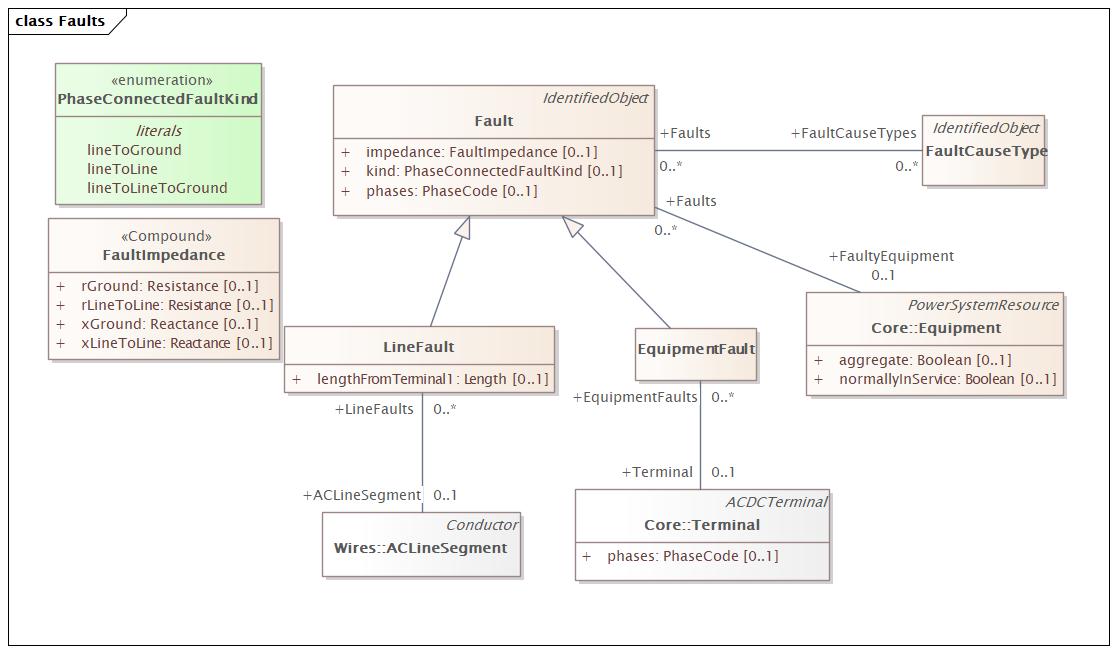 class Faults
«enumeration»
PhaseConnectedFaultKind
literals
lineToGround
lineToLine
lineToLineToGround
IdentifiedObject
Fault
+ impedance: FaultImpedance [0..1]
+ kind: PhaseConnectedFaultKind [0..1]
+ phases: PhaseCode [0..1]
+Faults
0..*
+FaultCauseTypes
0..*
IdentifiedObject
FaultCauseType
+Faults
0..*
+FaultyEquipment
0..1
«Compound»
FaultImpedance
+ rGround: Resistance [0..1]
+ rLineToLine: Resistance [0..1]
+ xGround: Reactance [0..1]
+ xLineToLine: Reactance [0..1]
PowerSystemResource
Core::Equipment
+ aggregate: Boolean [0..1]
+ normallyInService: Boolean [0..1]
LineFault
+ lengthFromTerminal1: Length [0..1]
EquipmentFault
+LineFaults 0..*
+EquipmentFaults 0..*
+ACLineSegment 0..1
+Terminal 0..1
Conductor
Wires::ACLineSegment
ACDCTerminal
Core::Terminal
+ phases: PhaseCode [0..1]